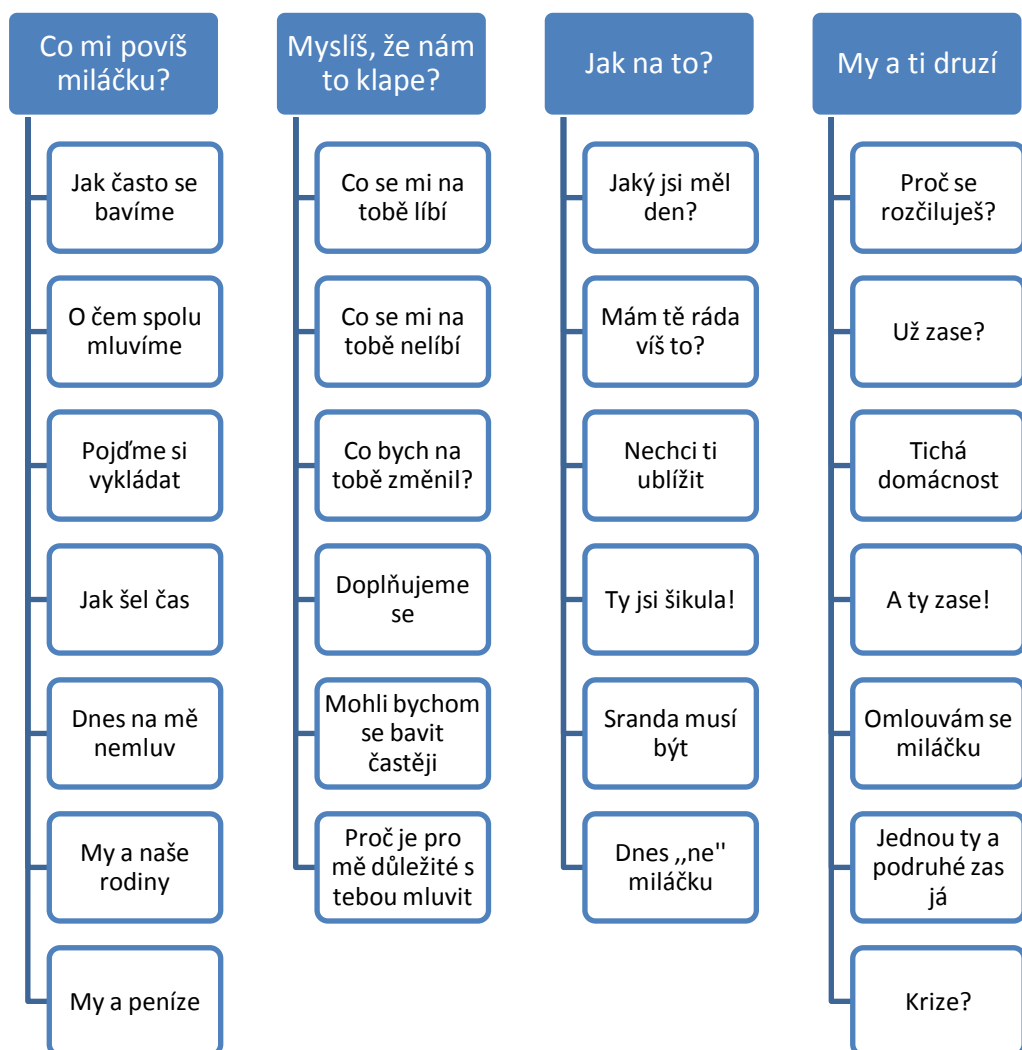 Co mi povíš
miláčku?
Jak často se
bavíme
O čem spolu
mluvíme
Pojďme si
vykládat
Jak šel čas
Dnes na mě
nemluv
My a naše
rodiny
My a peníze
Myslíš, že nám
to klape?
Co se mi na
tobě líbí
Co se mi na
tobě nelíbí
Co bych na
tobě změnil?
Doplňujeme
se
Mohli bychom
se bavit
častěji
Proč je pro
mě důležité s
tebou mluvit
Jak na to?
Jaký jsi měl
den?
Mám tě ráda
víš to?
Nechci ti
ublížit
Ty jsi šikula!
Sranda musí
být
Dnes ,,ne"
miláčku
My a ti druzí
Proč se
rozčiluješ?
Už zase?
Tichá
domácnost
A ty zase!
Omlouvám se
miláčku
Jednou ty a
podruhé zas
já
Krize?